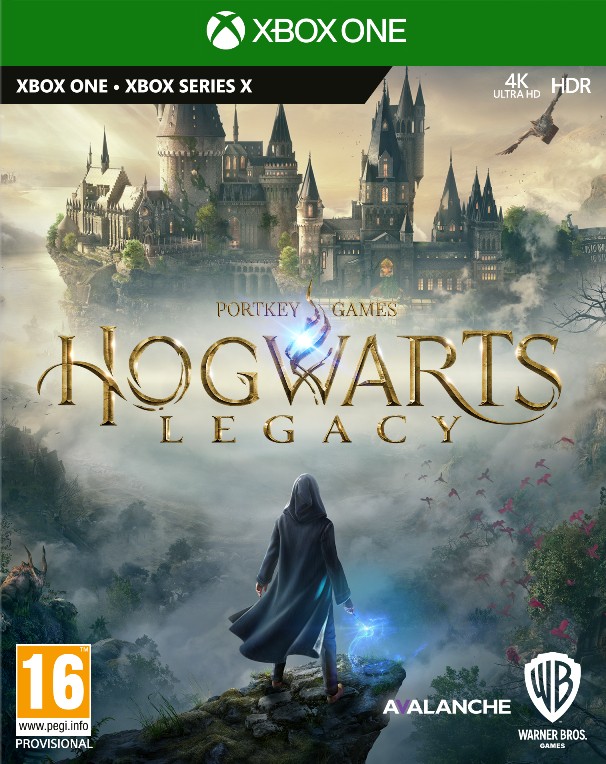 XBOX ONE
XBOX ONE • XBOX SERIES X
4K
ULTRA HD
HDR
PORTKEY GAMES
HOGWARTS
LEGACY
16
TM
www.pegi.info
PROVISIONAL
AVALANCHE
WB
WARNER BROS.
GAMES